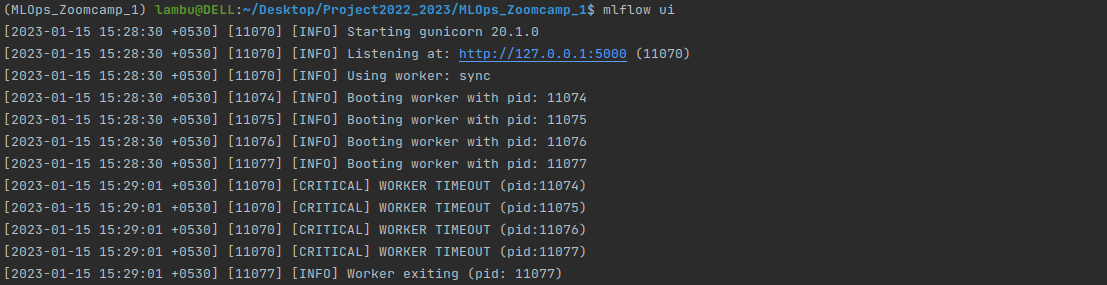 (MLOps_Zoomcamp_1) lambu@DELL:~/Desktop/Project2022_2023/MLOps_Zoomcamp_1$ mlflow ui
[2023-01-15 15:28:30 +0530] [11070] [INFO] Starting gunicorn 20.1.0
[2023-01-15 15:28:30 +0530] [11070] [INFO] Listening at: http://127.0.0.1:5000 (11070)
[2023-01-15 15:28:30 +0530] [11070] [INFO] Using worker: sync
[2023-01-15 15:28:30 +0530] [11074] [INFO] Booting worker with pid: 11074
[2023-01-15 15:28:30 +0530] [11075] [INFO] Booting worker with pid: 11075
[2023-01-15 15:28:30 +0530] [11076] [INFO] Booting worker with pid: 11076
[2023-01-15 15:28:30 +0530] [11077] [INFO] Booting worker with pid: 11077
[2023-01-15 15:29:01 +0530] [11070] [CRITICAL] WORKER TIMEOUT (pid:11074)
[2023-01-15 15:29:01 +0530] [11070] [CRITICAL] WORKER TIMEOUT (pid:11075)
[2023-01-15 15:29:01 +0530] [11070] [CRITICAL] WORKER TIMEOUT (pid:11076)
[2023-01-15 15:29:01 +0530] [11070] [CRITICAL] WORKER TIMEOUT (pid:11077)
[2023-01-15 15:29:01 +0530] [11077] [INFO] Worker exiting (pid: 11077)